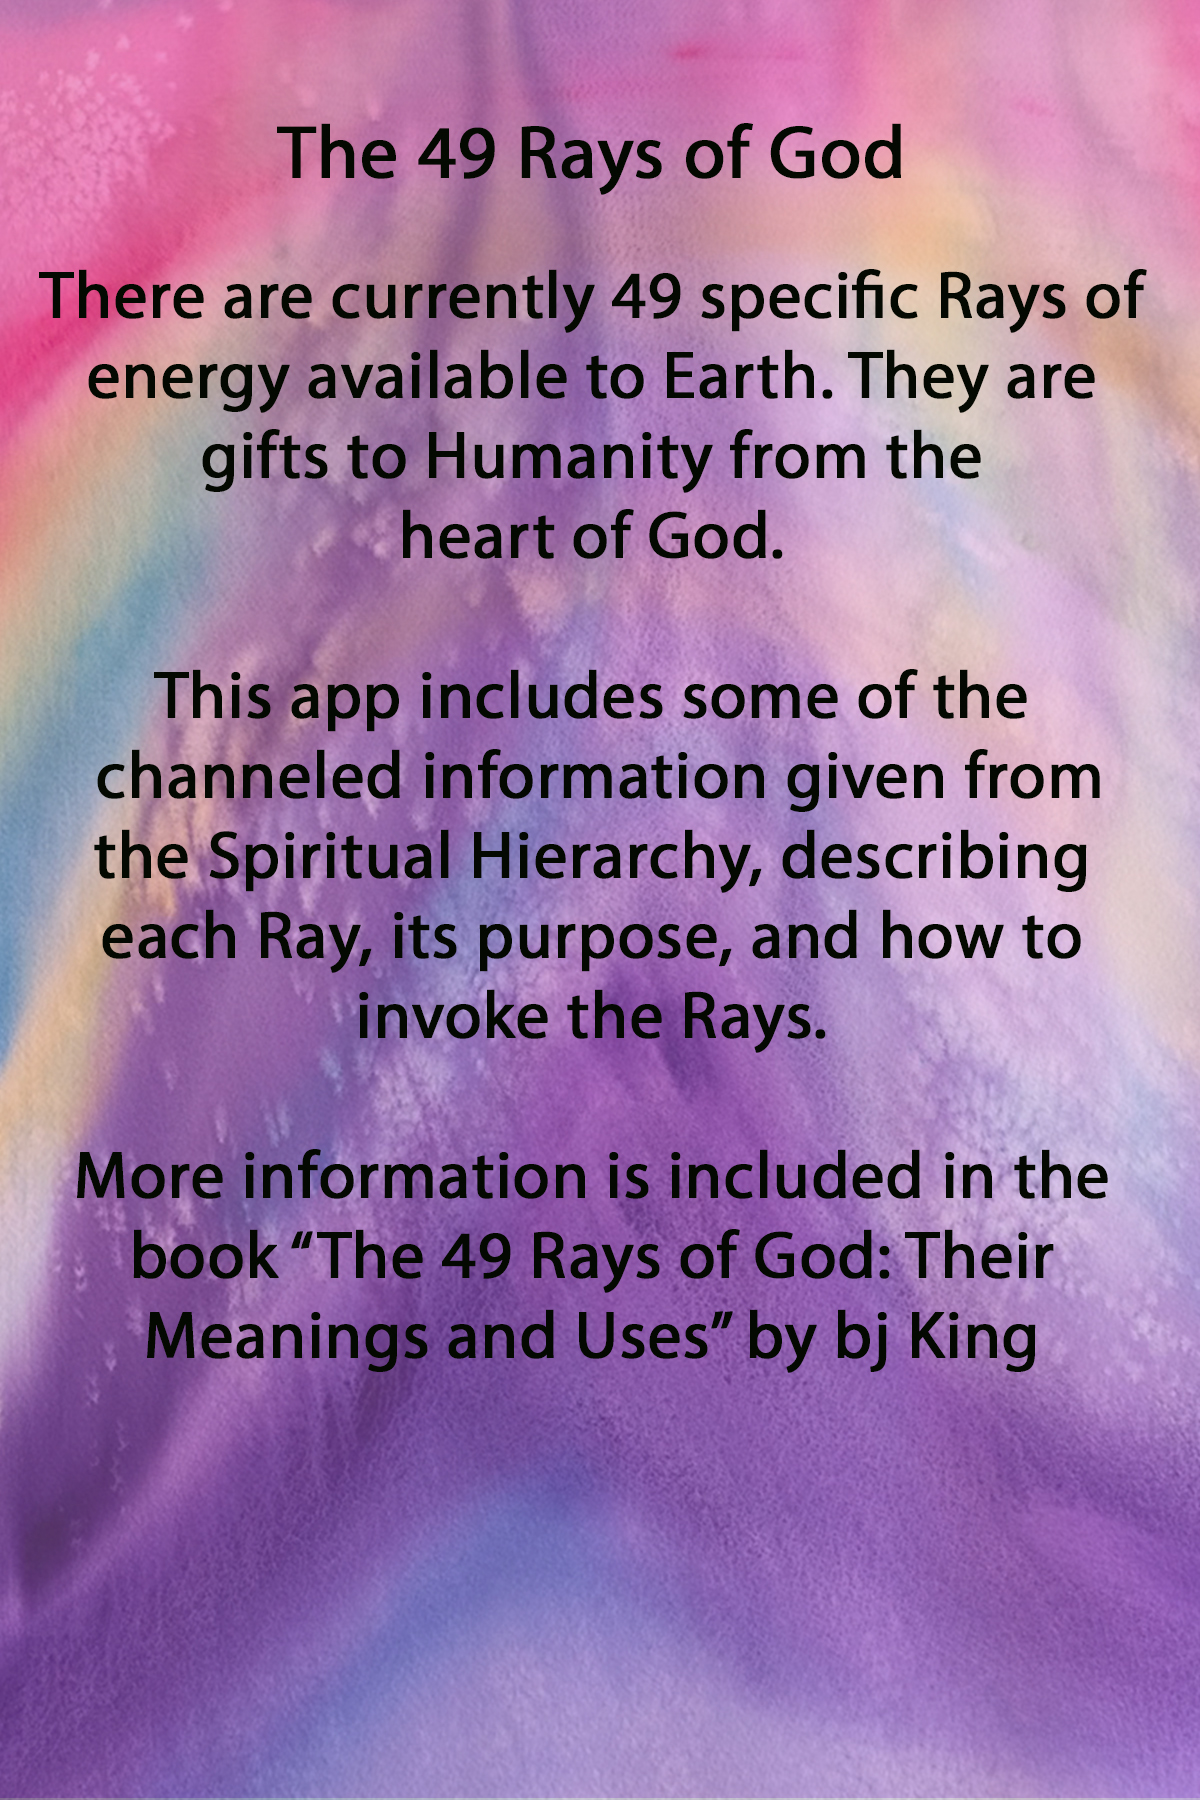 The 49 Rays of God
There are currently 49 specific Rays of
energy available to Earth. They are
gifts to Humanity from the
heart of God.
This app includes some of the
channeled information given from
the Spiritual Hierarchy, describing
each Ray, its purpose, and how to
invoke the Rays.
More information is included in the
book “The 49 Rays of God: Their
Meanings and Uses” by bj King